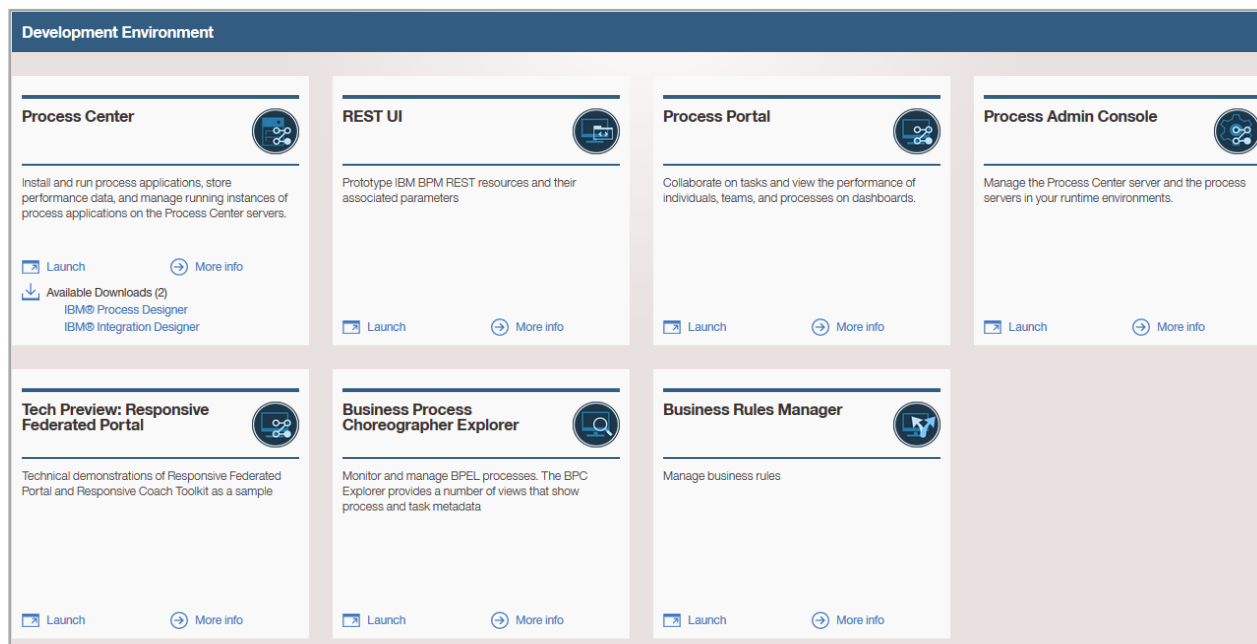 Development Environment
Process Center
Install and run process applications, store
performance data, and manage running instances of
process applications on the Process Center servers.
Launch
More info
Available Downloads (2)
IBM® Process Designer
IBM® Integration Designer
REST UI
Prototype IBM BPM REST resources and their
associated parameters
Launch
More info
Process Portal
Collaborate on tasks and view the performance of
individuals, teams, and processes on dashboards.
Launch
More info
Process Admin Console
Manage the Process Center server and the process
servers in your runtime environments.
Launch
More info
Tech Preview: Responsive
Federated Portal
Technical demonstrations of Responsive Federated
Portal and Responsive Coach Toolkit as a sample
Launch
More info
Business Process
Choreographer Explorer
Monitor and manage BPEL processes. The BPC
Explorer provides a number of views that show
process and task metadata
Launch
More info
Business Rules Manager
Manage business rules
Launch
More info